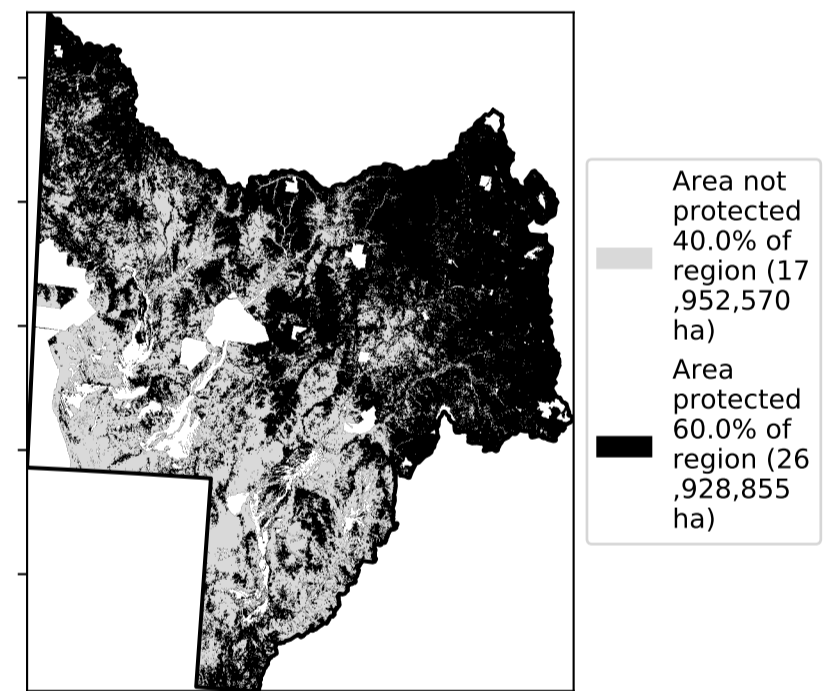 Area not
protected
40.0% of
region (17
,952,570
ha)
Area
protected
60.0% of
region (26
,928,855
ha)